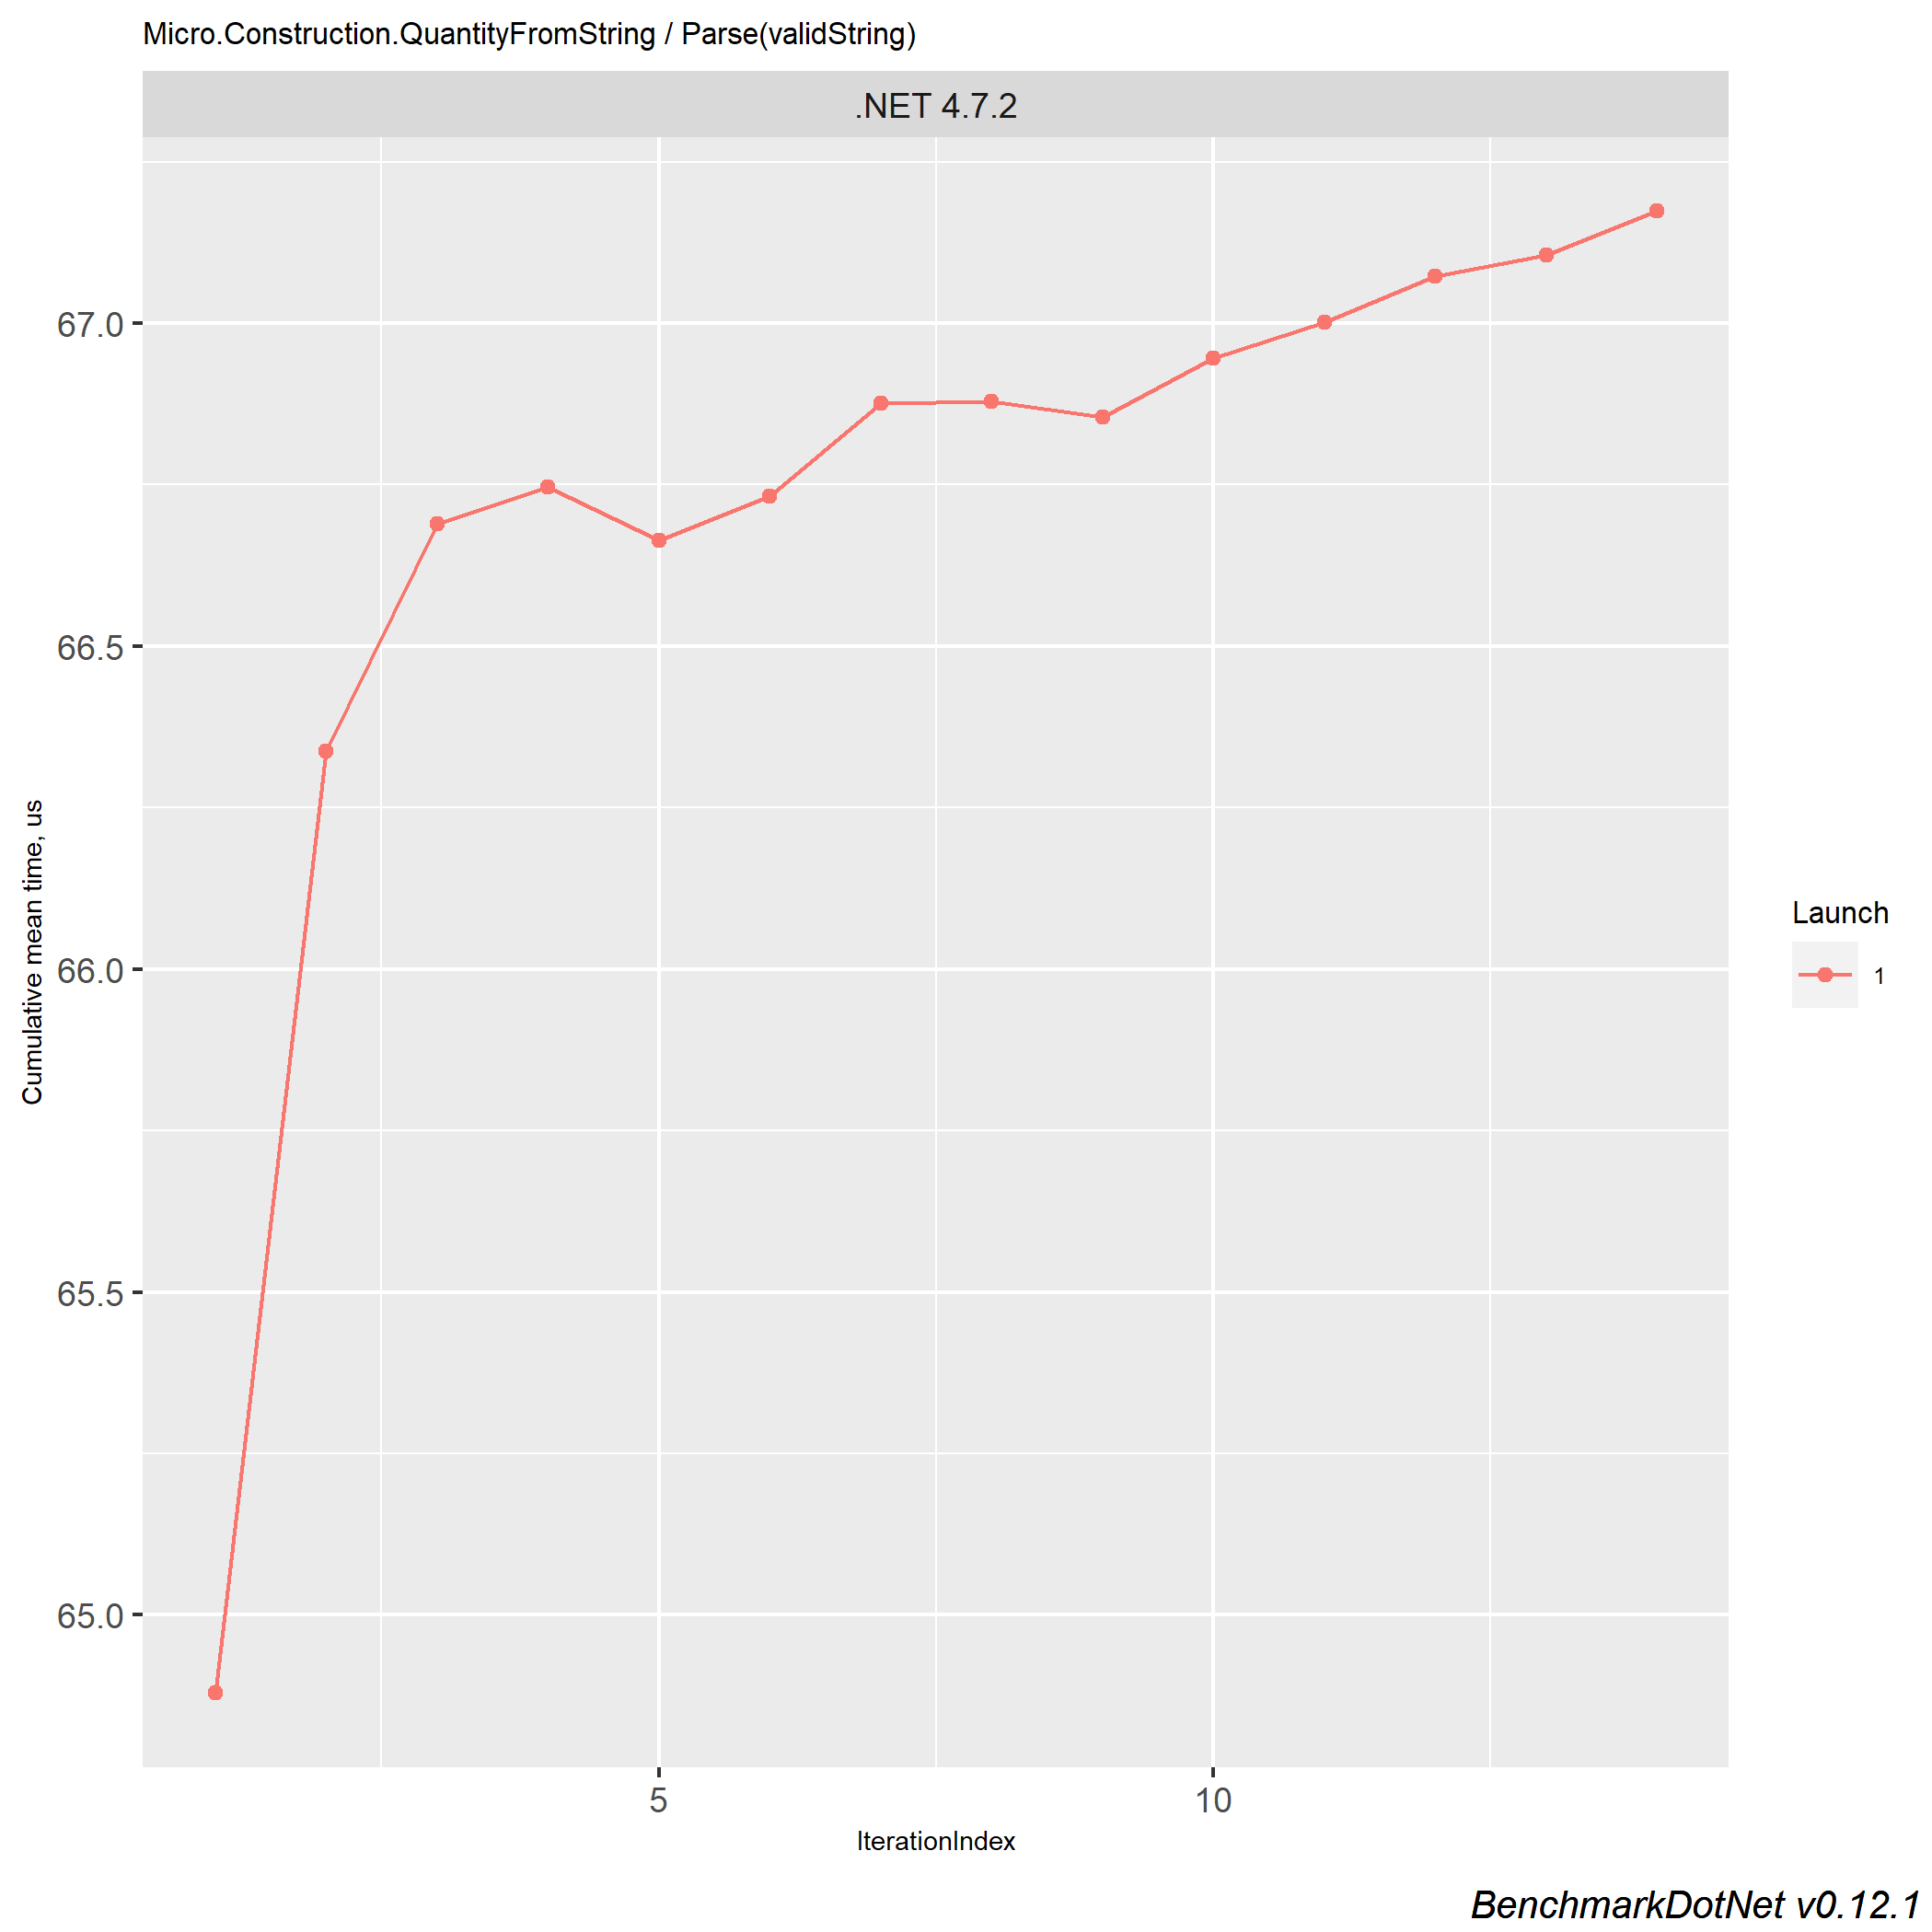 Micro.Construction.QuantityFromString / Parse(validString)
.NET 4.7.2
67.0
66.5
66.0
65.5
65.0
Cumulative mean time, us
5
10
IterationIndex
Launch
1
BenchmarkDotNet v0.12.1